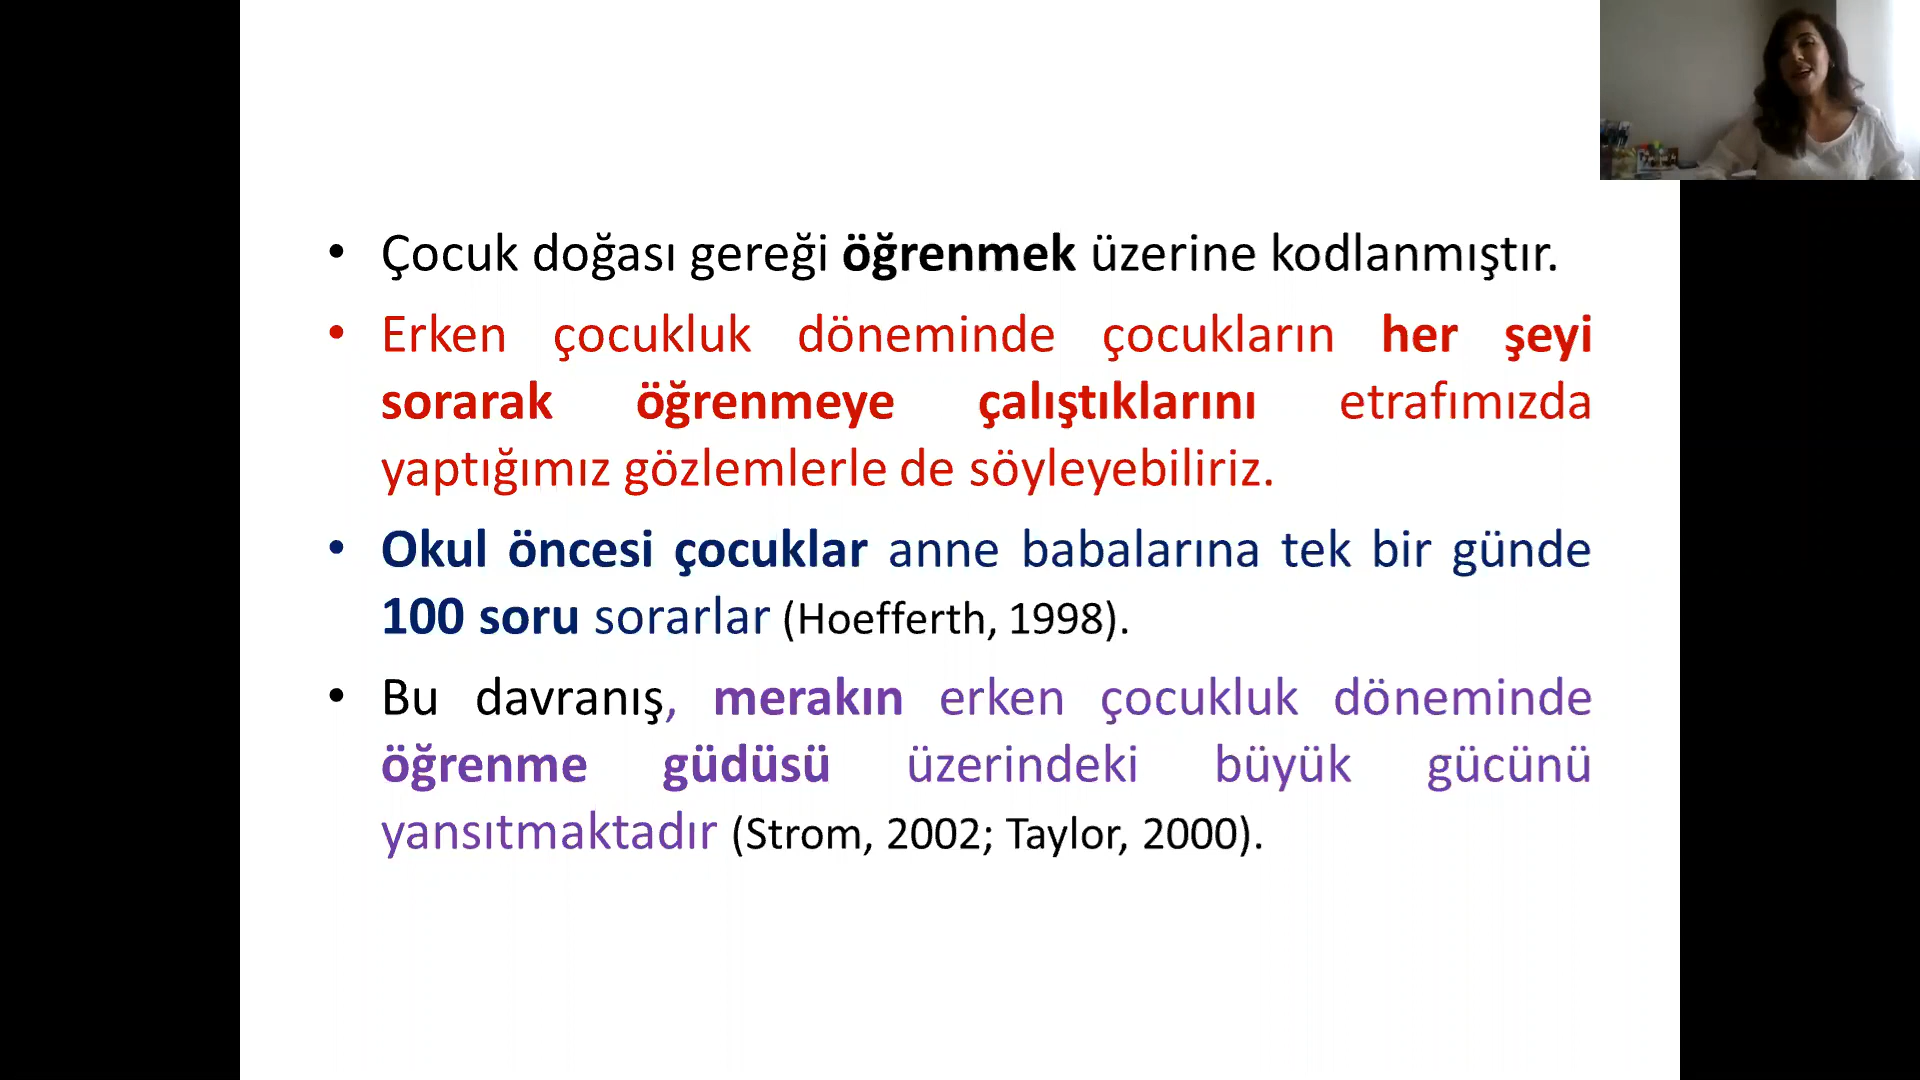 • Çocuk doğası gereği öğrenmek üzerine kodlanmıştır.
• Erken çocukluk döneminde çocukların her şeyi
sorarak öğrenmeye çalıştıklarını etrafımızda
yaptığımız gözlemlerle de söyleyebiliriz.
• Okul öncesi çocuklar anne babalarına tek bir günde
100 soru sorarlar (Hoefferth, 1998).
• Bu davranış, merakın erken çocukluk döneminde
öğrenme güdüsü üzerindeki büyük gücünü
yansıtmaktadır (Strom, 2002; Taylor, 2000).